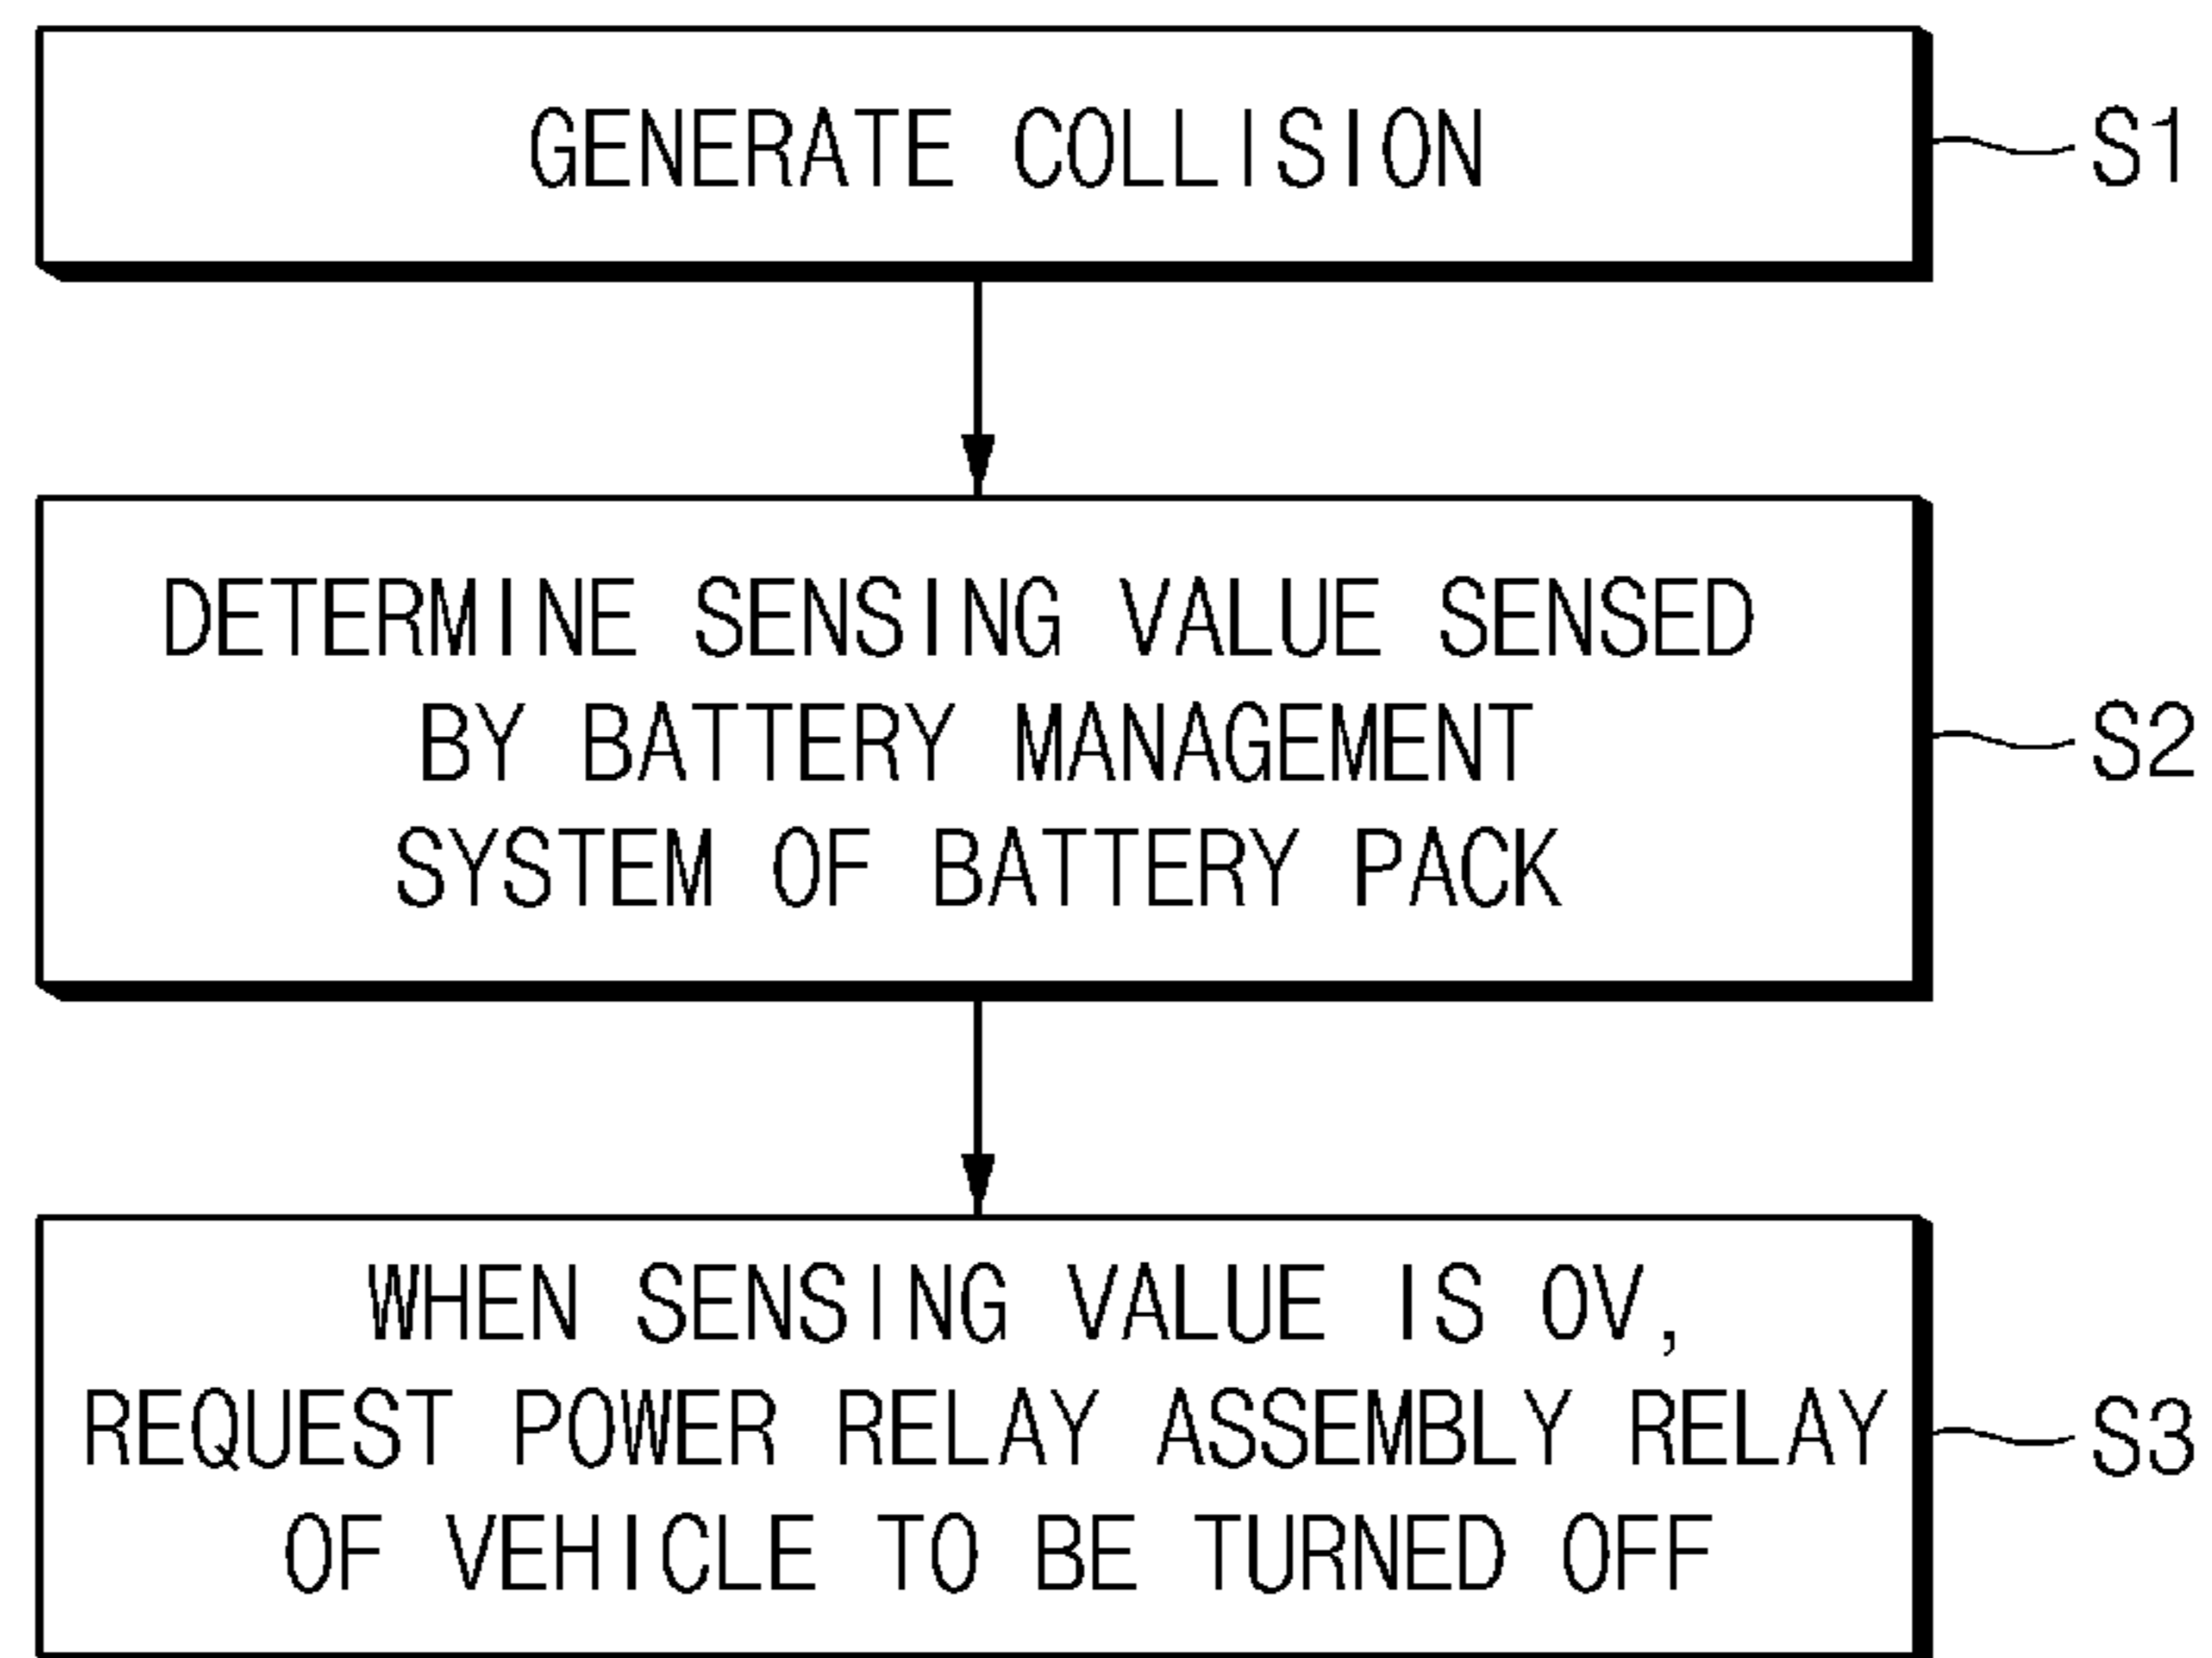 GENERATE COLLISION
S1
DETERMINE SENSING VALUE SENSED
BY BATTERY MANAGEMENT
SYSTEM OF BATTERY PACK
S2
WHEN SENSING VALUE IS 0V,
REQUEST POWER RELAY ASSEMBLY RELAY
OF VEHICLE TO BE TURNED OFF
S3